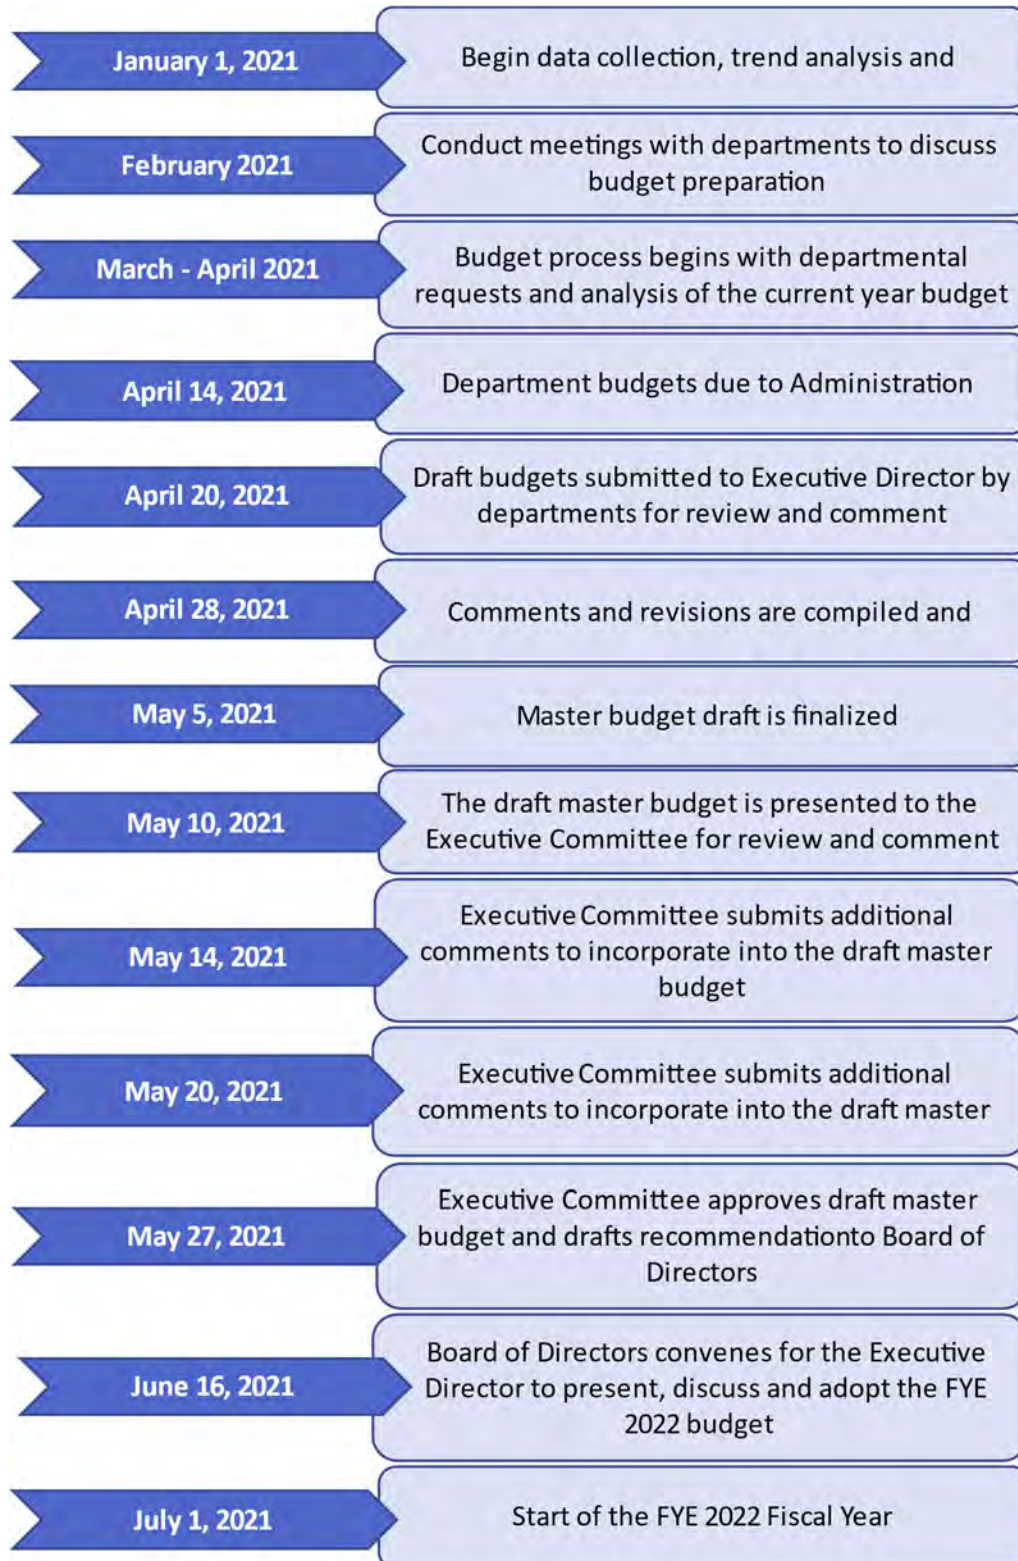 January 1, 2021
Begin data collection, trend analysis and
February 2021
Conduct meetings with departments to discuss
budget preparation
March - April 2021
Budget process begins with departmental
requests and analysis of the current year budget
April 14, 2021
Department budgets due to Administration
April 20, 2021
Draft budgets submitted to Executive Director by
departments for review and comment
April 28, 2021
Comments and revisions are compiled and
May 5, 2021
Master budget draft is finalized
May 10, 2021
The draft master budget is presented to the
Executive Committee for review and comment
May 14, 2021
Executive Committee submits additional
comments to incorporate into the draft master
budget
May 20, 2021
Executive Committee submits additional
comments to incorporate into the draft master
May 27, 2021
Executive Committee approves draft master
budget and drafts recommendationto Board of
Directors
June 16, 2021
Board of Directors convenes for the Executive
Director to present, discuss and adopt the FYE
2022 budget
July 1, 2021
Start of the FYE 2022 Fiscal Year